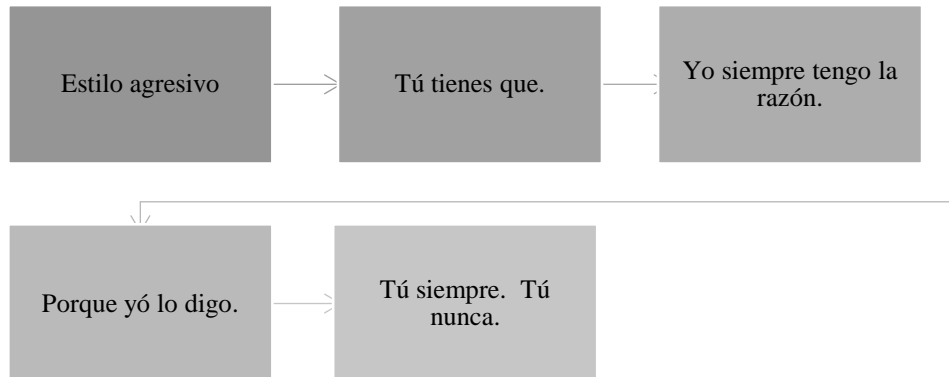 Estilo agresivo
Tú tienes que.
Yo siempre tengo la
razón.
Porque yó lo digo.
Tú siempre.  Tú
nunca.